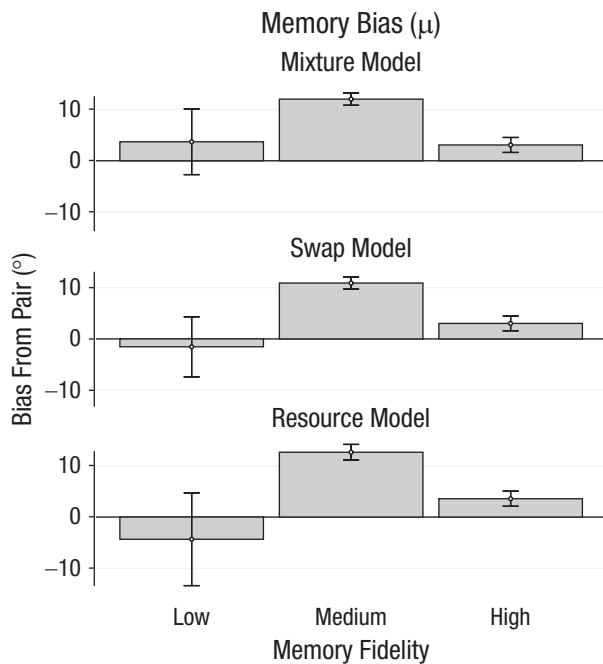 Memory Bias (μ)
Mixture Model
10
0
−10
Swap Model
10
0
−10
Bias From Pair (°)
Resource Model
10
0
−10
Low Medium High
Memory Fidelity